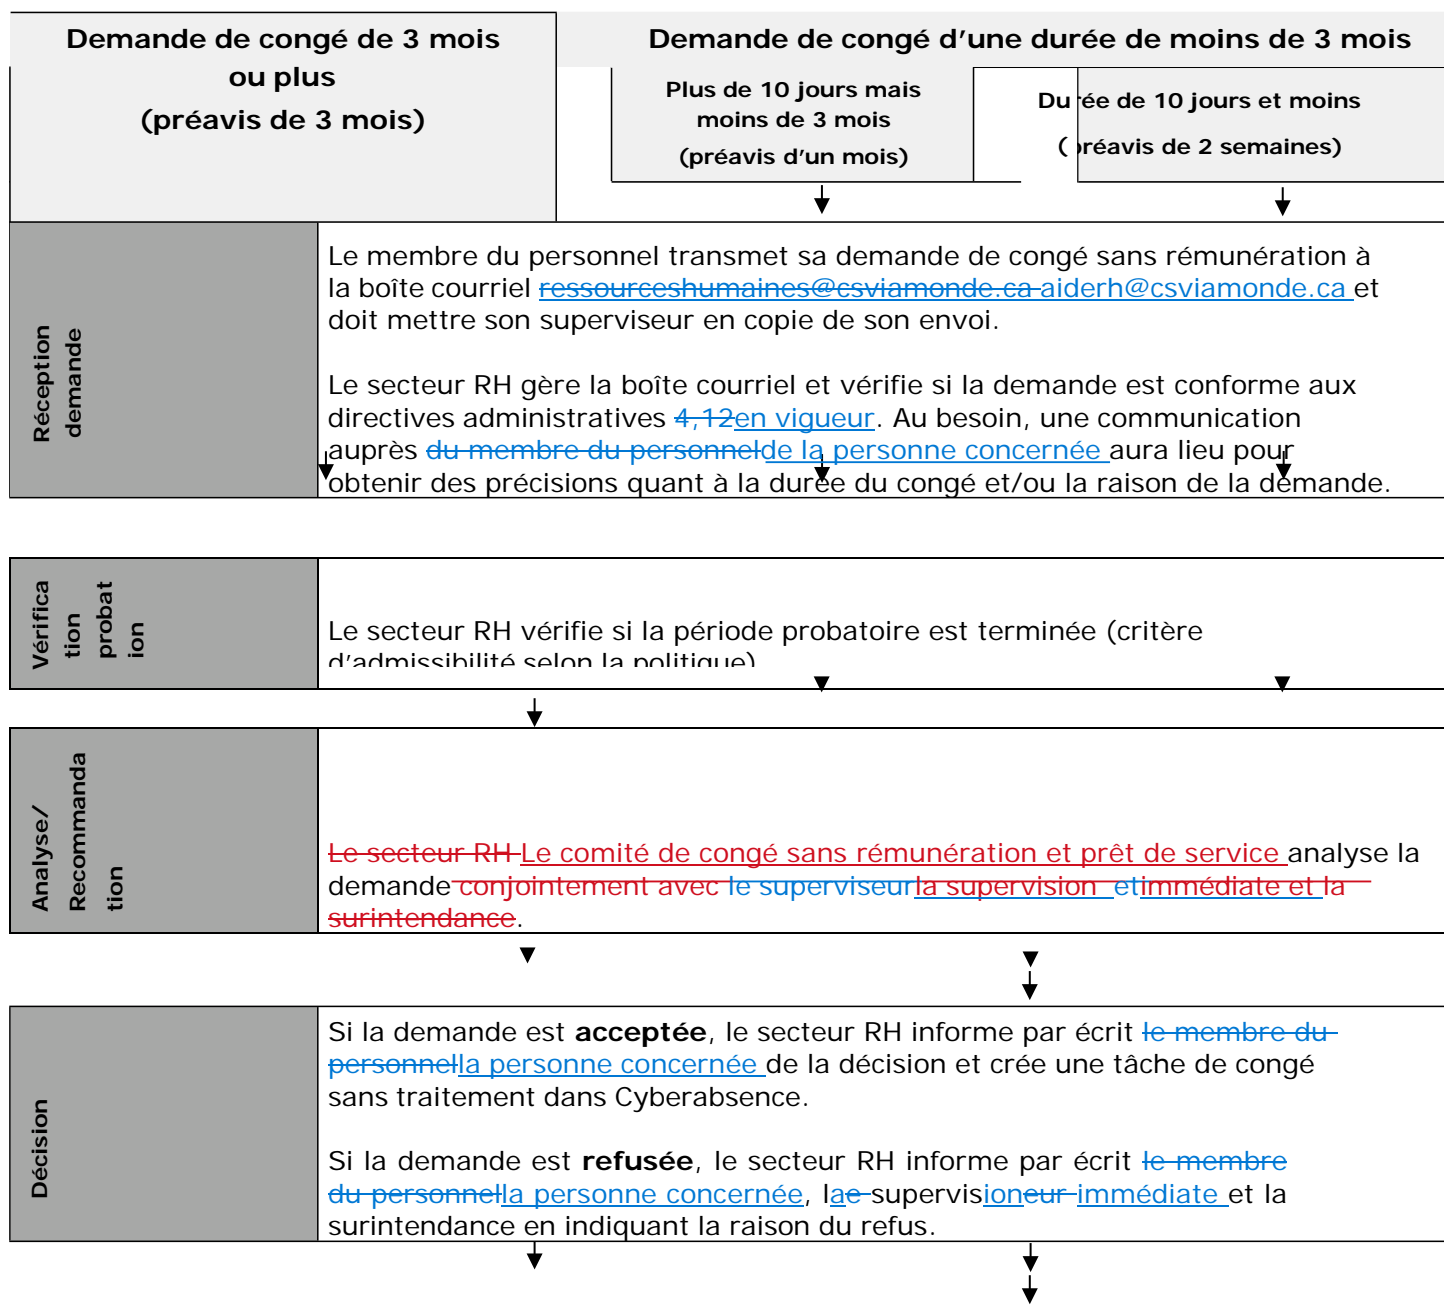 Demande de congé de 3 mois
ou plus
(préavis de 3 mois)
Demande de congé d’une durée de moins de 3 mois
Plus de 10 jours mais
moins de 3 mois
(préavis d’un mois)
Durée de 10 jours et moins
(préavis de 2 semaines)
Réception
demande
Le membre du personnel transmet sa demande de congé sans rémunération à
la boîte courriel ressourceshumaines@csviamonde.ca aiderh@csviamonde.ca et
doit mettre son superviseur en copie de son envoi.
Le secteur RH gère la boîte courriel et vérifie si la demande est conforme aux
directives administratives 4,12en vigueur. Au besoin, une communication
auprès du membre du personnelde la personne concernée aura lieu pour
obtenir des précisions quant à la durée du congé et/ou la raison de la demande.
Vérifica
tion
probat
ion
Le secteur RH vérifie si la période probatoire est terminée (critère
d’admissibilité selon la politique)
Analyse/
Recommanda
tion
Le secteur RH Le comité de congé sans rémunération et prêt de service analyse la
demande conjointement avec le superviseurla supervision etimmédiate et la
surintendance.
Décision
Si la demande est acceptée, le secteur RH informe par écrit le membre du
personnella personne concernée de la décision et crée une tâche de congé
sans traitement dans Cyberabsence.
Si la demande est refusée, le secteur RH informe par écrit le membre
du personnella personne concernée, lae supervisioneur immédiate et la
surintendance en indiquant la raison du refus.